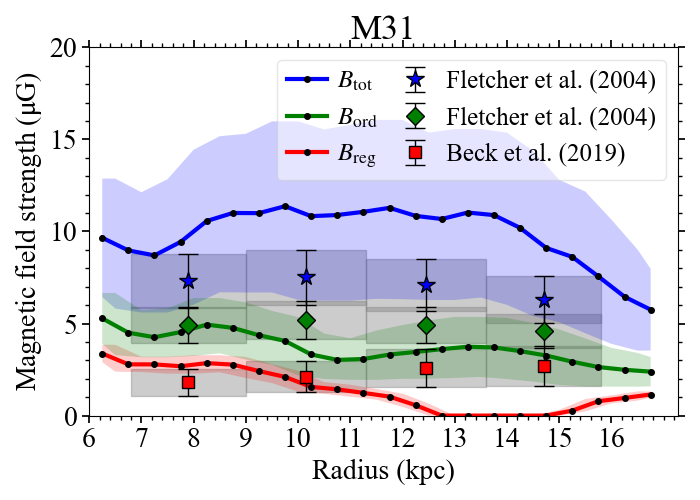 M31
Magnetic field strength (μG)
20
15
10
5
0
B_tot
B_ord
B_reg
Fletcher et al. (2004)
Fletcher et al. (2004)
Beck et al. (2019)
6 7 8 9 10 11 12 13 14 15 16
Radius (kpc)